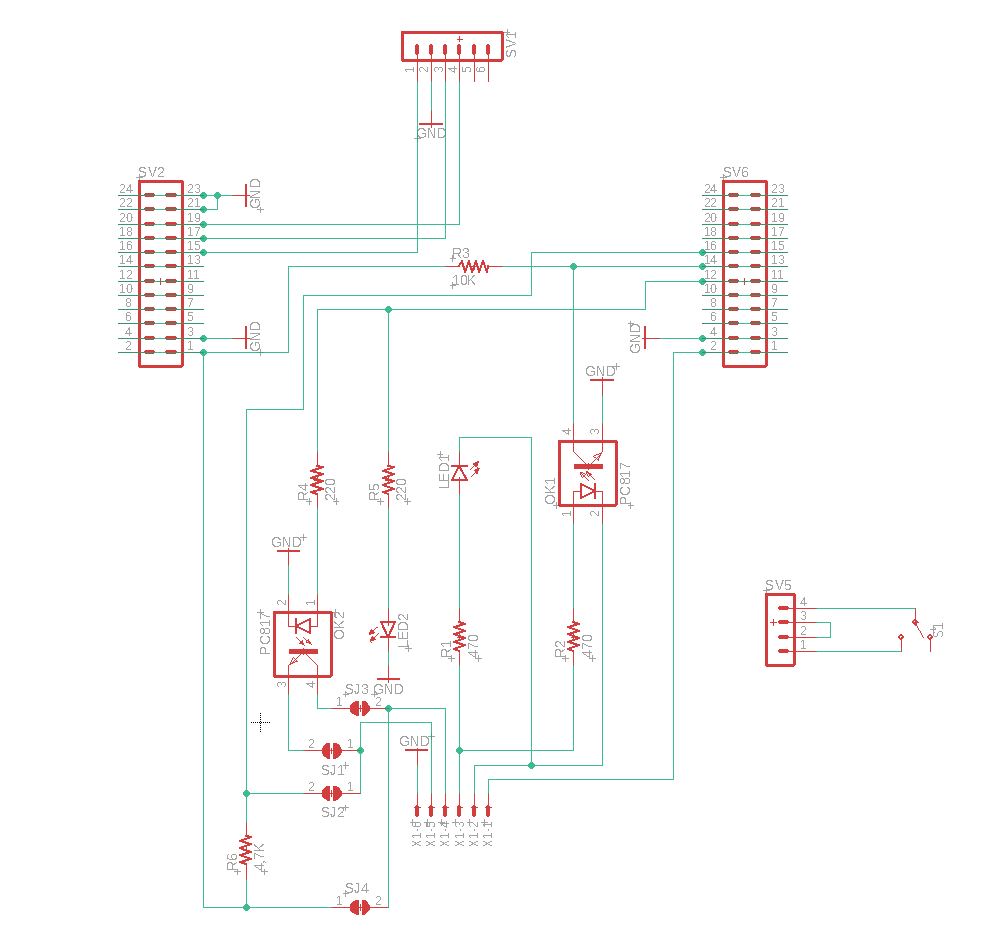 SV1
1 2 3 4 5 6
GND
SV2
24 23
22 21
20 19
18 17
16 15
14 13
12 11
10 9
8 7
6 5
4 3
2 1
GND
GND
SV6
24 23
22 21
20 19
18 17
16 15
14 13
12 11
10 9
8 7
6 5
4 3
2 1
GND
R3
10K
GND
4 3
OK1
PC817
1 2
LED1
R4
220
R5
220
GND
2 1
PC817
OK2
3 4
LED2
GND
R1
470
R2
470
SV5
4
3
2
1
S1
SJ3
1 2
2 1
SJ1
2 1
SJ2
GND
X1-6
X1-5
X1-4
X1-3
X1-2
X1-1
R6
4,7K
SJ4
1 2